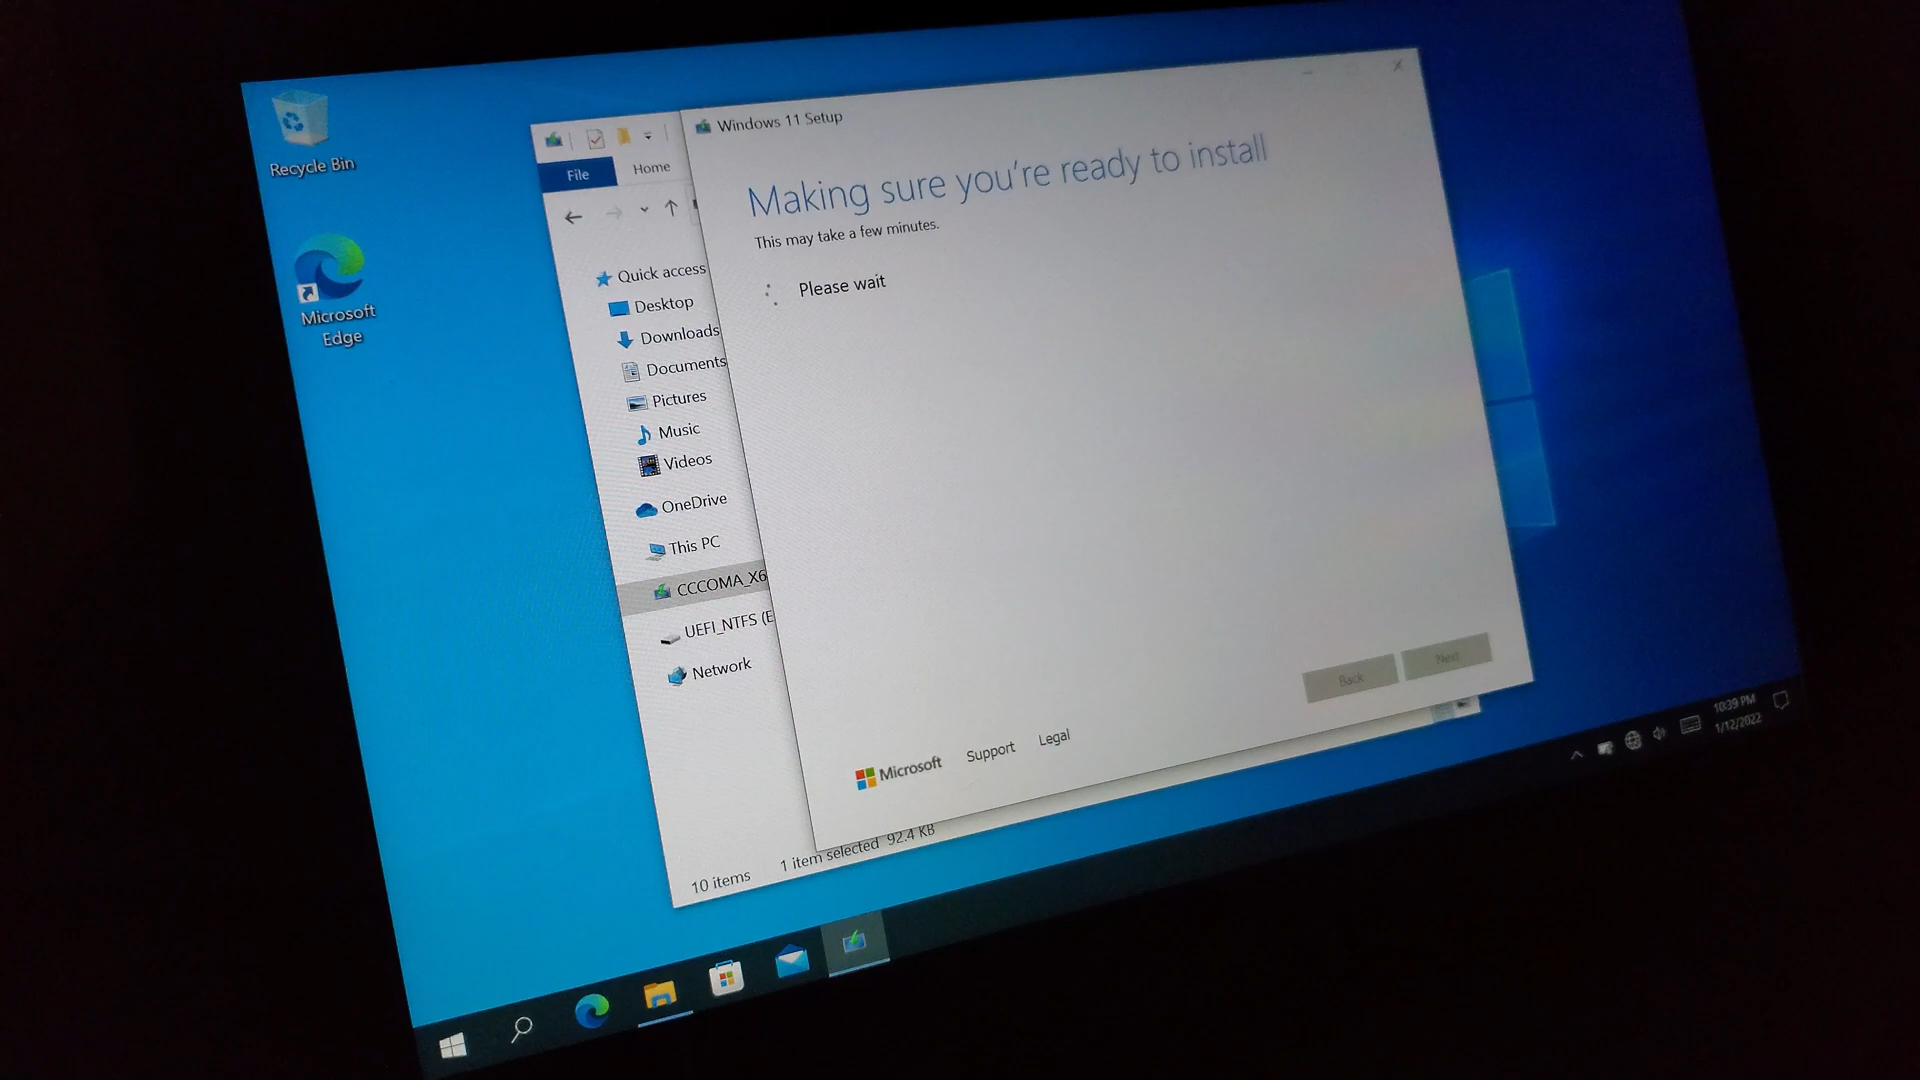 Recycle Bin
Microsoft
Edge
File
Home
Quick access
Desktop
Downloads
Documents
Pictures
Music
Videos
OneDrive
This PC
CCCOMA_X6
UEFI_NTFS (E
Network
10 items
1 item selected 92.4 KB
Windows 11 Setup
Making sure you're ready to install
This may take a few minutes.
Please wait
Back
Next
Microsoft
Support
Legal
10:39 PM
1/12/2022